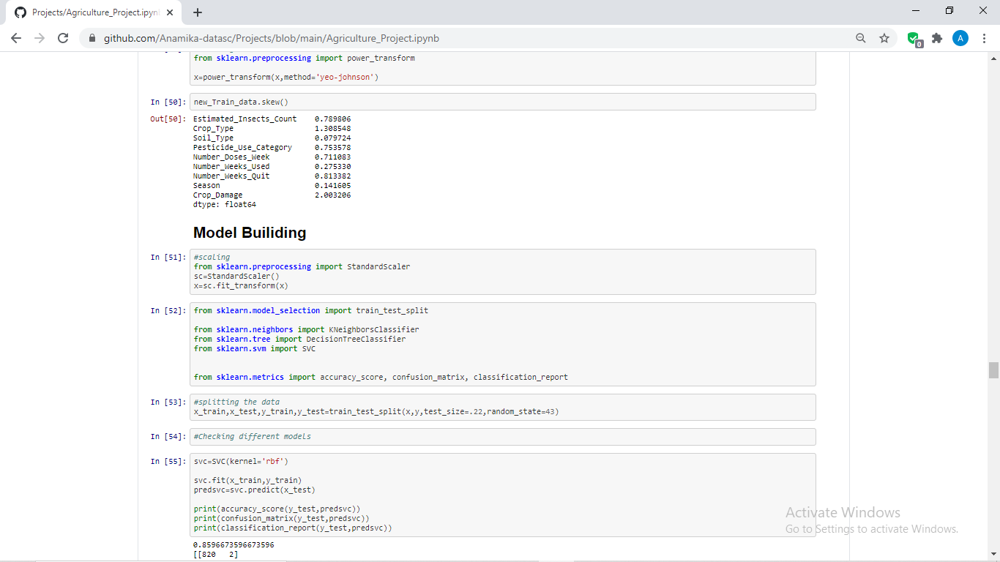 Projects/Agriculture_Project.ipyn
github.com/Anamika-datasc/Projects/blob/main/Agriculture_Project.ipynb
0
A
from sklearn.preprocessing import power_transform
x=power_transform(x,method='yeo-johnson')
In [50]: new_Train_data.skew()
Out[50]: Estimated_Insects_Count 0.789806
Crop_Type 1.308548
Soil_Type 0.079724
Pesticide_Use_Category 0.753578
Number_Doses_Week 0.711083
Number_Weeks_Used 0.275330
Number_Weeks_Quit 0.813382
Season 0.141605
Crop_Damage 2.003206
dtype: float64
Model Builiding
In [51]: #scaling
from sklearn.preprocessing import StandardScaler
sc=StandardScaler()
x=sc.fit_transform(x)
In [52]: from sklearn.model_selection import train_test_split
from sklearn.neighbors import KNeighborsClassifier
from sklearn.tree import DecisionTreeClassifier
from sklearn.svm import SVC
from sklearn.metrics import accuracy_score, confusion_matrix, classification_report
In [53]: #splitting the data
x_train,x_test,y_train,y_test=train_test_split(x,y,test_size=.22,random_state=43)
In [54]: #Checking different models
In [55]: svc=SVC(kernel='rbf')
svc.fit(x_train,y_train)
predsvc=svc.predict(x_test)
print(accuracy_score(y_test,predsvc))
print(confusion_matrix(y_test,predsvc))
print(classification_report(y_test,predsvc))
0.8596673596673596
[[820 2]
Activate Windows
Go to Settings to activate Windows.